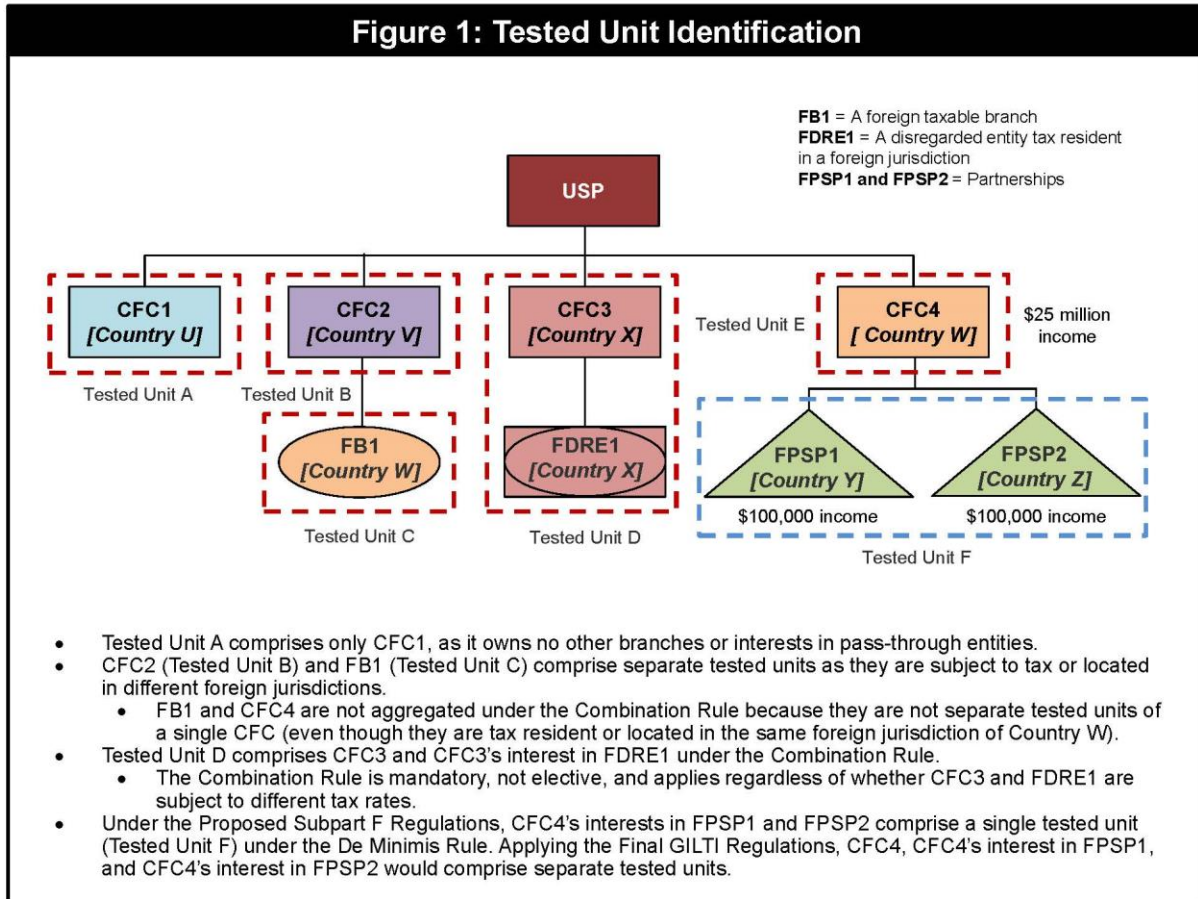 Figure 1: Tested Unit Identification
FB1 = A foreign taxable branch
FDRE1 = A disregarded entity tax resident
in a foreign jurisdiction
FPSP1 and FPSP2 = Partnerships
USP
CFC1
[Country U]
Tested Unit A
CFC2
[Country V]
Tested Unit B
CFC3
[Country X]
Tested Unit E
CFC4
[ Country W]
$25 million
income
FB1
[Country W]
Tested Unit C
FDRE1
[Country X]
Tested Unit D
FPSP1
[Country Y]
$100,000 income
FPSP2
[Country Z]
$100,000 income
Tested Unit F
• Tested Unit A comprises only CFC1, as it owns no other branches or interests in pass-through entities.
• CFC2 (Tested Unit B) and FB1 (Tested Unit C) comprise separate tested units as they are subject to tax or located
in different foreign jurisdictions.
• FB1 and CFC4 are not aggregated under the Combination Rule because they are not separate tested units of
a single CFC (even though they are tax resident or located in the same foreign jurisdiction of Country W).
• Tested Unit D comprises CFC3 and CFC3's interest in FDRE1 under the Combination Rule.
• The Combination Rule is mandatory, not elective, and applies regardless of whether CFC3 and FDRE1 are
subject to different tax rates.
• Under the Proposed Subpart F Regulations, CFC4's interests in FPSP1 and FPSP2 comprise a single tested unit
(Tested Unit F) under the De Minimis Rule. Applying the Final GILTI Regulations, CFC4, CFC4's interest in FPSP1,
and CFC4's interest in FPSP2 would comprise separate tested units.